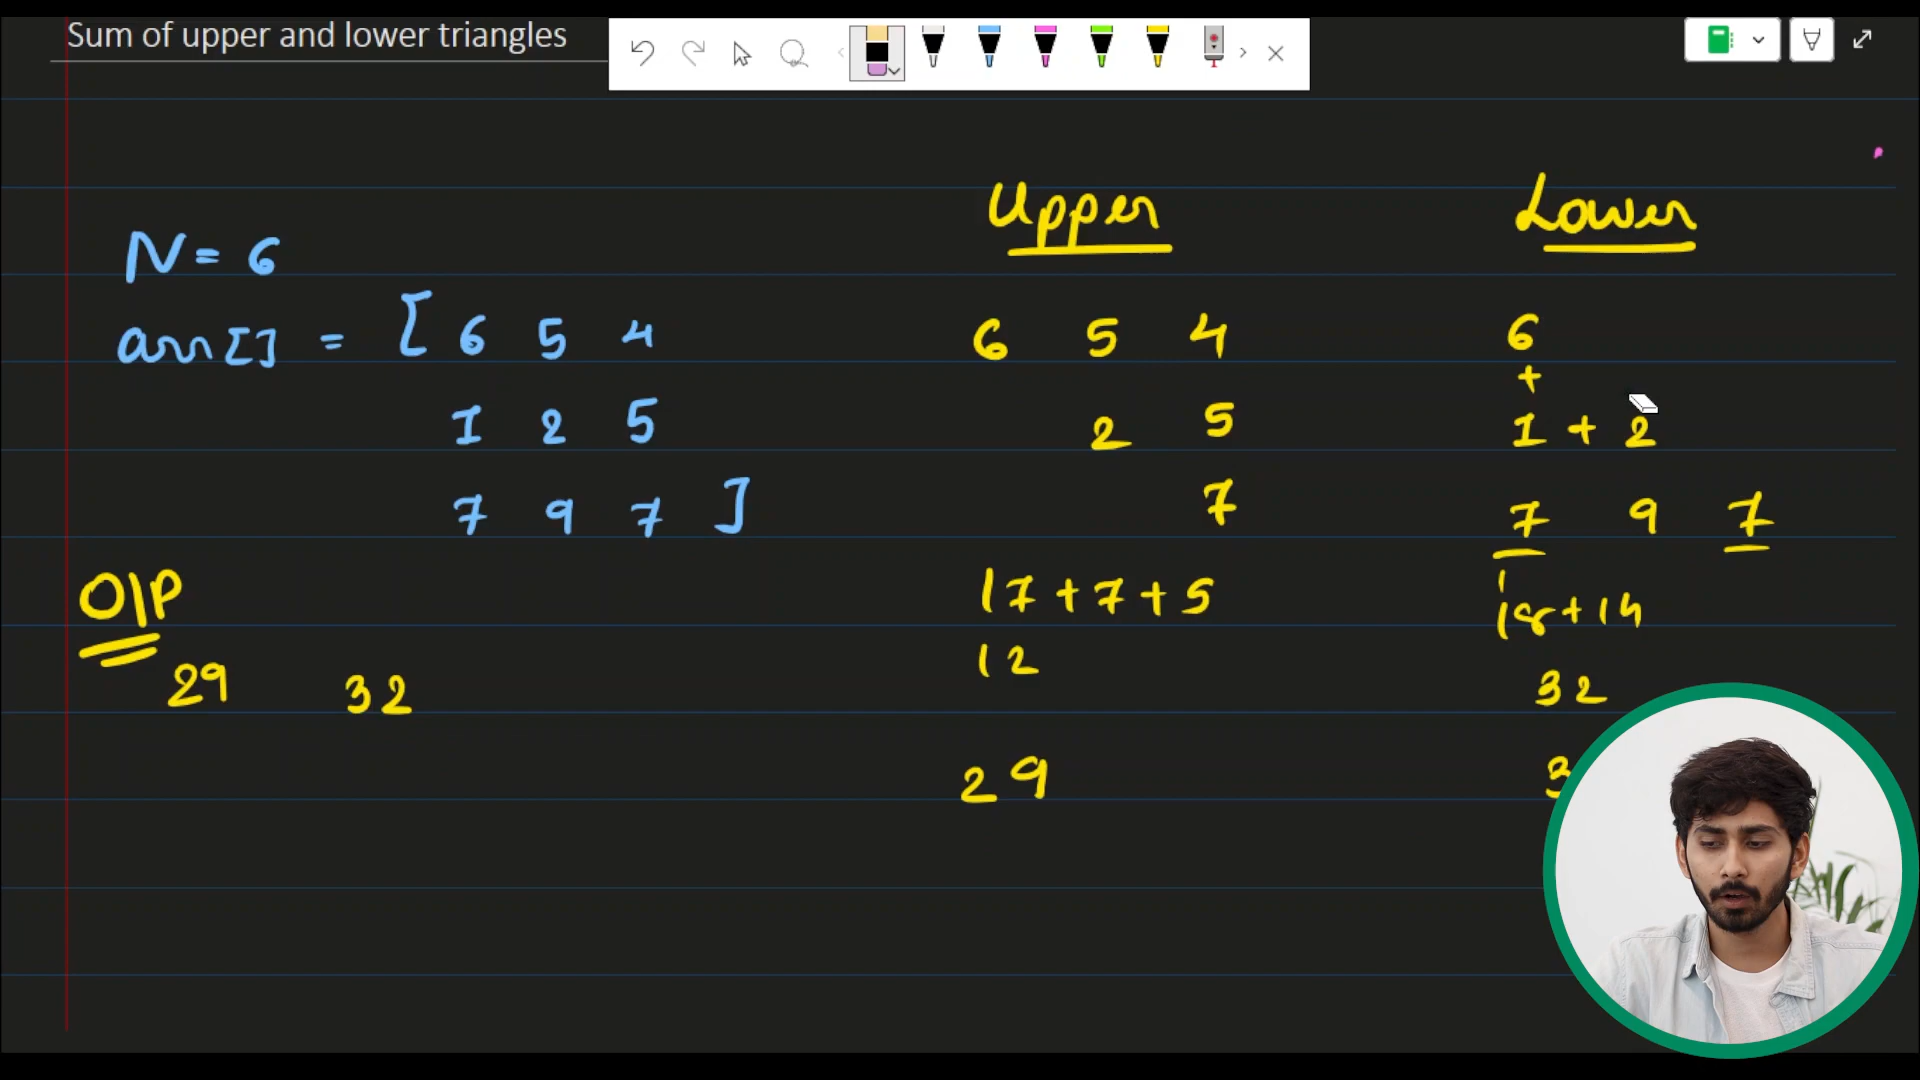 Sum of upper and lower triangles
Upper
Lower
N = 6
arr[] = [ 6 5 4
1 2 5
7 9 7 ]
6 5 4
2 5
7
6
+
1 + 2
7 9 7
O/P
29 32
17 + 7 + 5
12
29
18 + 14
32
3